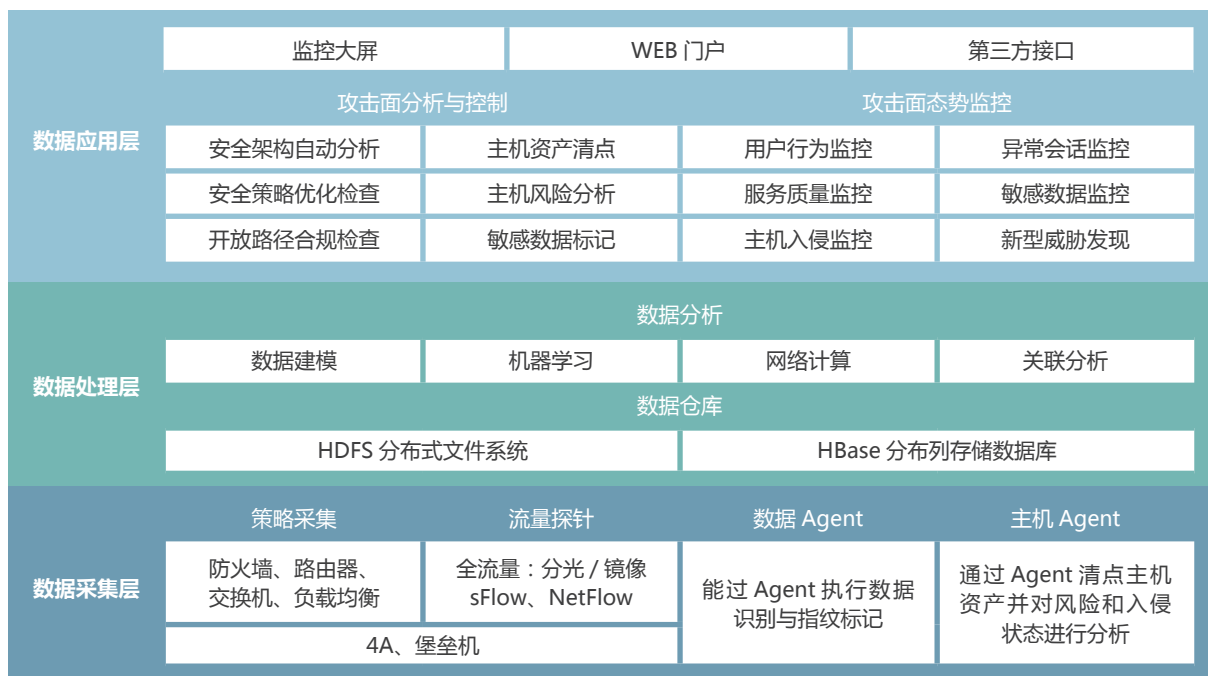 监控大屏
WEB 门户
第三方接口
攻击面分析与控制
攻击面态势监控
数据应用层
安全架构自动分析
主机资产清点
用户行为监控
异常会话监控
安全策略优化检查
主机风险分析
服务质量监控
敏感数据监控
开放路径合规检查
敏感数据标记
主机入侵监控
新型威胁发现
数据分析
数据处理层
数据建模
机器学习
网络计算
关联分析
数据仓库
HDFS 分布式文件系统
HBase 分布列存储数据库
数据采集层
策略采集
流量探针
数据 Agent
主机 Agent
防火墙、路由器、
交换机、负载均衡
全流量：分光 / 镜像
sFlow、NetFlow
能过 Agent 执行数据
识别与指纹标记
通过 Agent 清点主机
资产并对风险和入侵
状态进行分析
4A、堡垒机